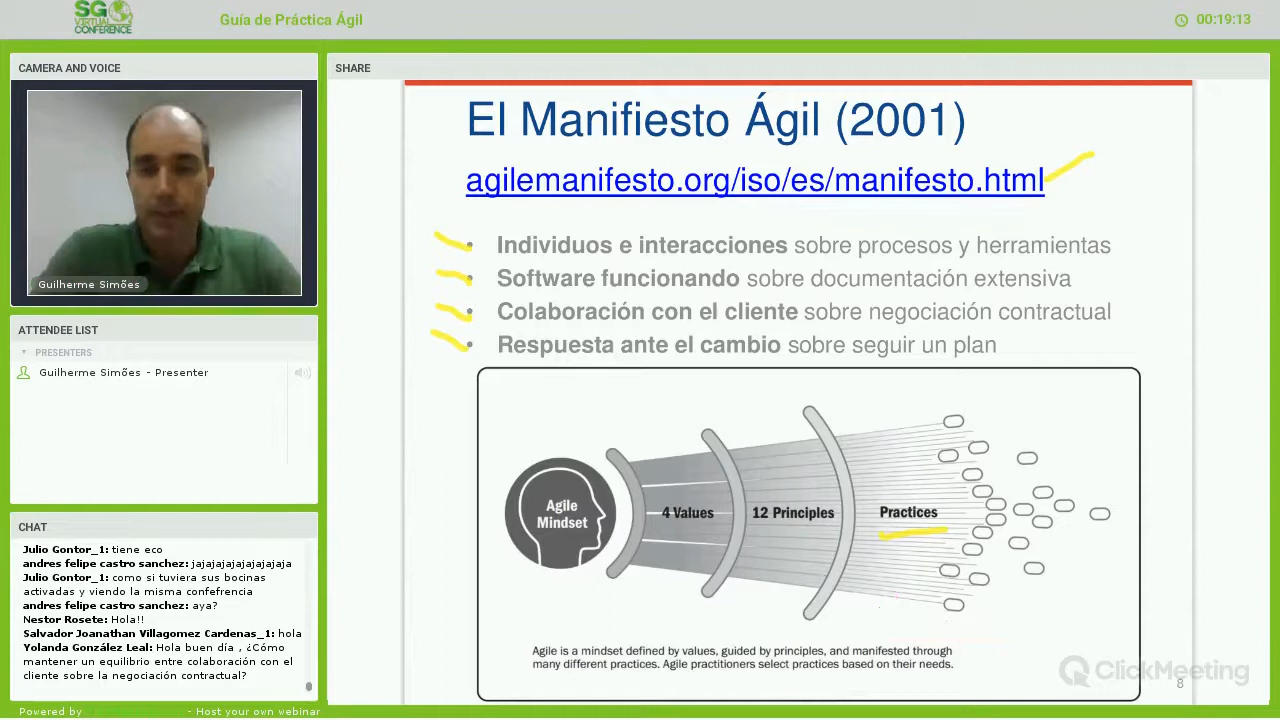 SG
VIRTUAL
CONFERENCE
Guía de Práctica Ágil
00:19:13
CAMERA AND VOICE
Guilherme Simões
ATTENDEE LIST
PRESENTERS
Guilherme Simões - Presenter
CHAT
Julio Gontor_1: tiene eco
andres felipe castro sanchez: jajajajajajajajaja
Julio Gontor_1: como si tuviera sus bocinas
activadas y viendo la misma confefrencia
andres felipe castro sanchez: aya?
Nestor Rosete: Hola!!
Salvador Joanathan Villagomez Cardenas_1: hola
Yolanda González Leal: Hola buen día , ¿Cómo
mantener un equilibrio entre colaboración con el
cliente sobre la negociación contractual?
Powered by
- Host your own webinar
SHARE
El Manifiesto Ágil (2001)
agilemanifesto.org/iso/es/manifesto.html
• Individuos e interacciones sobre procesos y herramientas
• Software funcionando sobre documentación extensiva
• Colaboración con el cliente sobre negociación contractual
• Respuesta ante el cambio sobre seguir un plan
Agile
Mindset
4 Values
12 Principles
Practices
Agile is a mindset defined by values, guided by principles, and manifested through
many different practices. Agile practitioners select practices based on their needs.
ClickMeeting
8